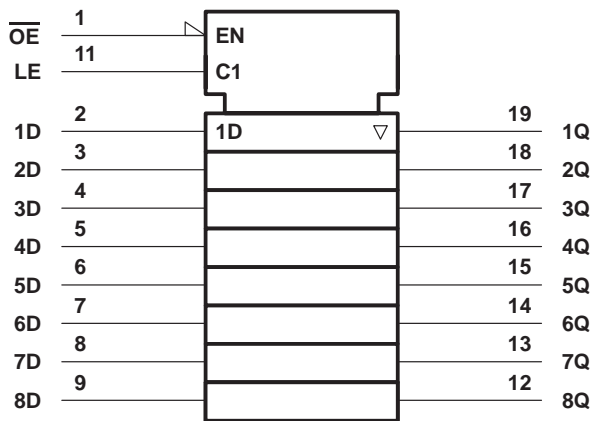 OE 1 EN
LE 11 C1
1D 2 1D ▽ 19 1Q
2D 3 18 2Q
3D 4 17 3Q
4D 5 16 4Q
5D 6 15 5Q
6D 7 14 6Q
7D 8 13 7Q
8D 9 12 8Q